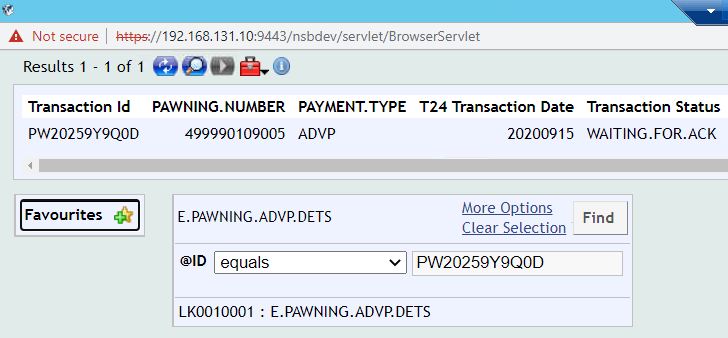 Not secure https://192.168.131.10:9443/nsbdev/servlet/BrowserServlet
Results 1 - 1 of 1
Transaction Id PAWNING.NUMBER PAYMENT.TYPE T24 Transaction Date Transaction Status
PW20259Y9Q0D 499990109005 ADVP 20200915 WAITING.FOR.ACK
Favourites
E.PAWNING.ADVP.DETS
More Options
Clear Selection
Find
@ID equals PW20259Y9Q0D
LK0010001 : E.PAWNING.ADVP.DETS